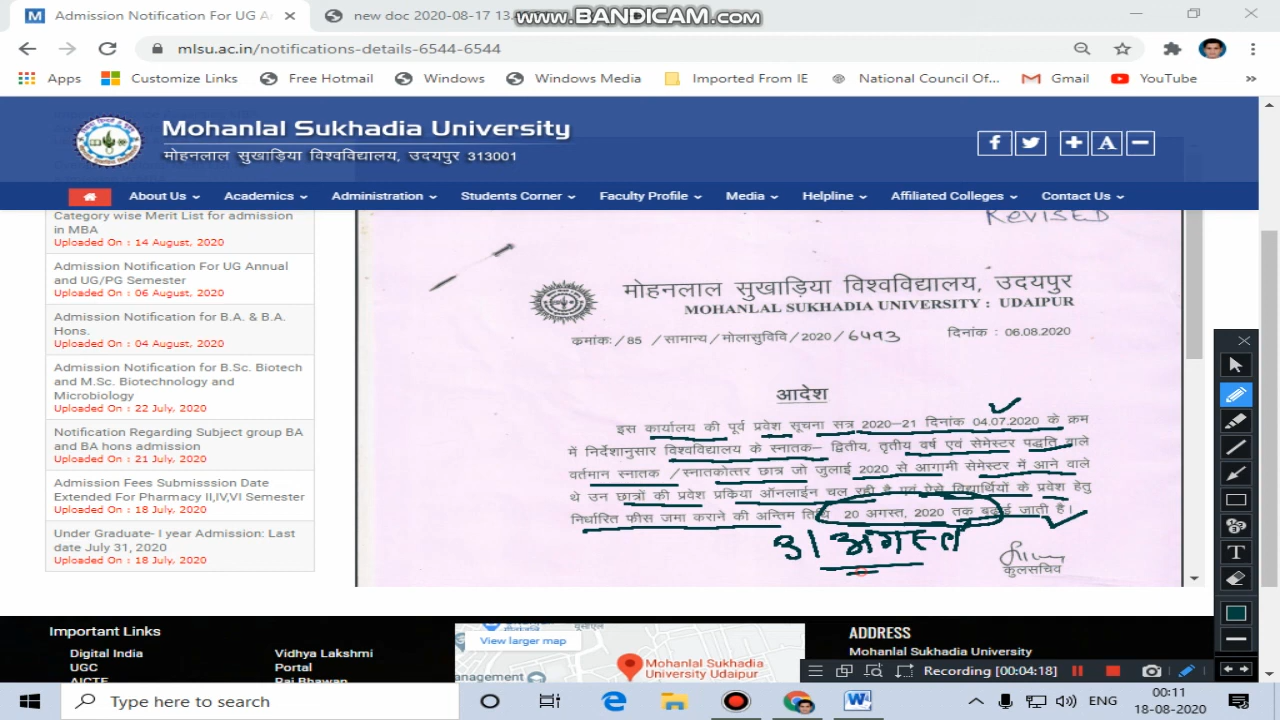 Admission Notification For UG A
new doc 2020-08-17 13.
www.BANDICAM.com
mlsu.ac.in/notifications-details-6544-6544
Apps Customize Links Free Hotmail Windows Windows Media Imported From IE National Council Of... Gmail YouTube »
Mohanlal Sukhadia University
मोहनलाल सुखाड़िया विश्वविद्यालय, उदयपुर 313001
f + A −
About Us Academics Administration Students Corner Faculty Profile Media Helpline Affiliated Colleges Contact Us
Category wise Merit List for admission
in MBA
Uploaded On : 14 August, 2020
Admission Notification For UG Annual
and UG/PG Semester
Uploaded On : 06 August, 2020
Admission Notification for B.A. & B.A.
Hons.
Uploaded On : 04 August, 2020
Admission Notification for B.Sc. Biotech
and M.Sc. Biotechnology and
Microbiology
Uploaded On : 22 July, 2020
Notification Regarding Subject group BA
and BA hons admission
Uploaded On : 21 July, 2020
Admission Fees Submisssion Date
Extended For Pharmacy II,IV,VI Semester
Uploaded On : 18 July, 2020
Under Graduate- I year Admission: Last
date July 31, 2020
Uploaded On : 18 July, 2020
REVISED
मोहनलाल सुखाड़िया विश्वविद्यालय, उदयपुर
MOHANLAL SUKHADIA UNIVERSITY : UDAIPUR
क्रमांक:/85 /सामान्य/मोलासुविवि/2020/6493 दिनांक :06.08.2020
आदेश
इस कार्यालय की पूर्व प्रवेश सूचना सत्र 2020-21 दिनांक 04.07.2020 के क्रम
में निर्देशानुसार विश्वविद्यालय के स्नातक- द्वितीय, तृतीय वर्ष एवं सेमेस्टर पद्धति वाले
वर्तमान स्नातक /स्नातकोत्तर छात्र जो जुलाई 2020 से आगामी सेमेस्टर में आने वाले
थे उन छात्रों की प्रवेश प्रकिया ऑनलाईन चल रही है एवं ऐसे विद्यार्थियों के प्रवेश हेतु
निर्धारित फीस जमा कराने की अन्तिम तिथि 20 अगस्त, 2020 तक बढ़ाई जाती है।
31 अगस्त
कुलसचिव
Important Links
Digital India
UGC
AICTE
Vidhya Lakshmi
Portal
Raj Bhawan
View larger map
Mohanlal Sukhadia
University Udaipur
ADDRESS
Mohanlal Sukhadia University
Recording [00:04:18]
T
Type here to search
ENG
00:11
18-08-2020